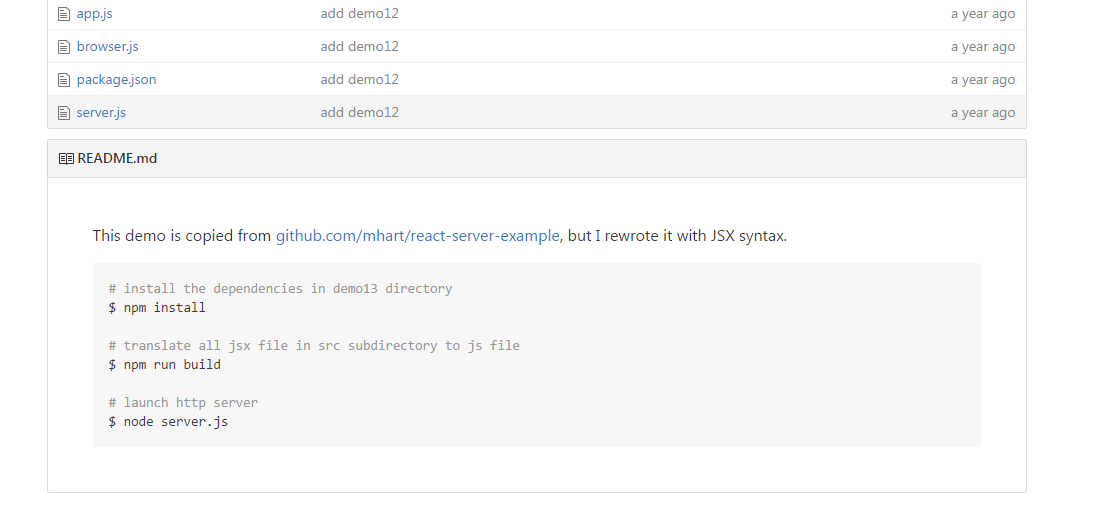 app.js add demo12 a year ago
browser.js add demo12 a year ago
package.json add demo12 a year ago
server.js add demo12 a year ago
README.md
This demo is copied from github.com/mhart/react-server-example, but I rewrote it with JSX syntax.
# install the dependencies in demo13 directory
$ npm install
# translate all jsx file in src subdirectory to js file
$ npm run build
# launch http server
$ node server.js